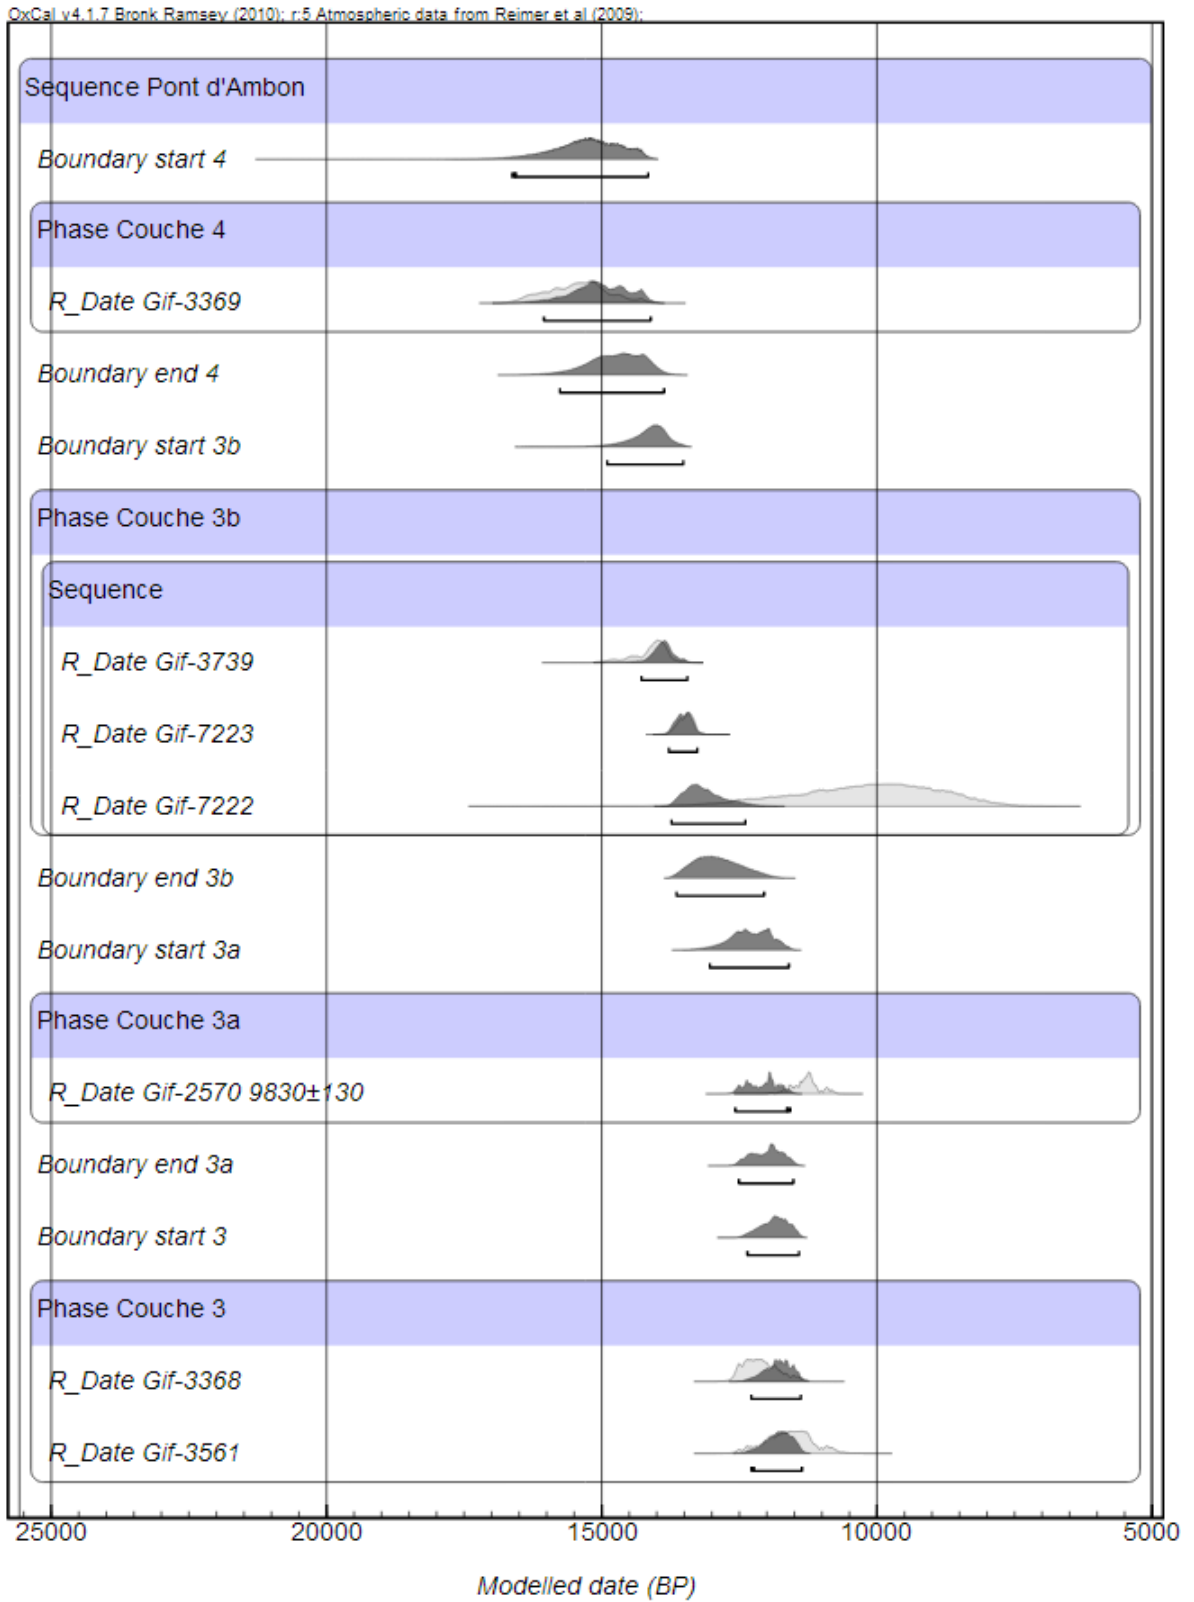 OxCal v4.1.7 Bronk Ramsey (2010); r:5 Atmospheric data from Reimer et al (2009);
Sequence Pont d'Ambon
Boundary start 4
Phase Couche 4
R_Date Gif-3369
Boundary end 4
Boundary start 3b
Phase Couche 3b
Sequence
R_Date Gif-3739
R_Date Gif-7223
R_Date Gif-7222
Boundary end 3b
Boundary start 3a
Phase Couche 3a
R_Date Gif-2570 9830±130
Boundary end 3a
Boundary start 3
Phase Couche 3
R_Date Gif-3368
R_Date Gif-3561
25000 20000 15000 10000 5000
Modelled date (BP)